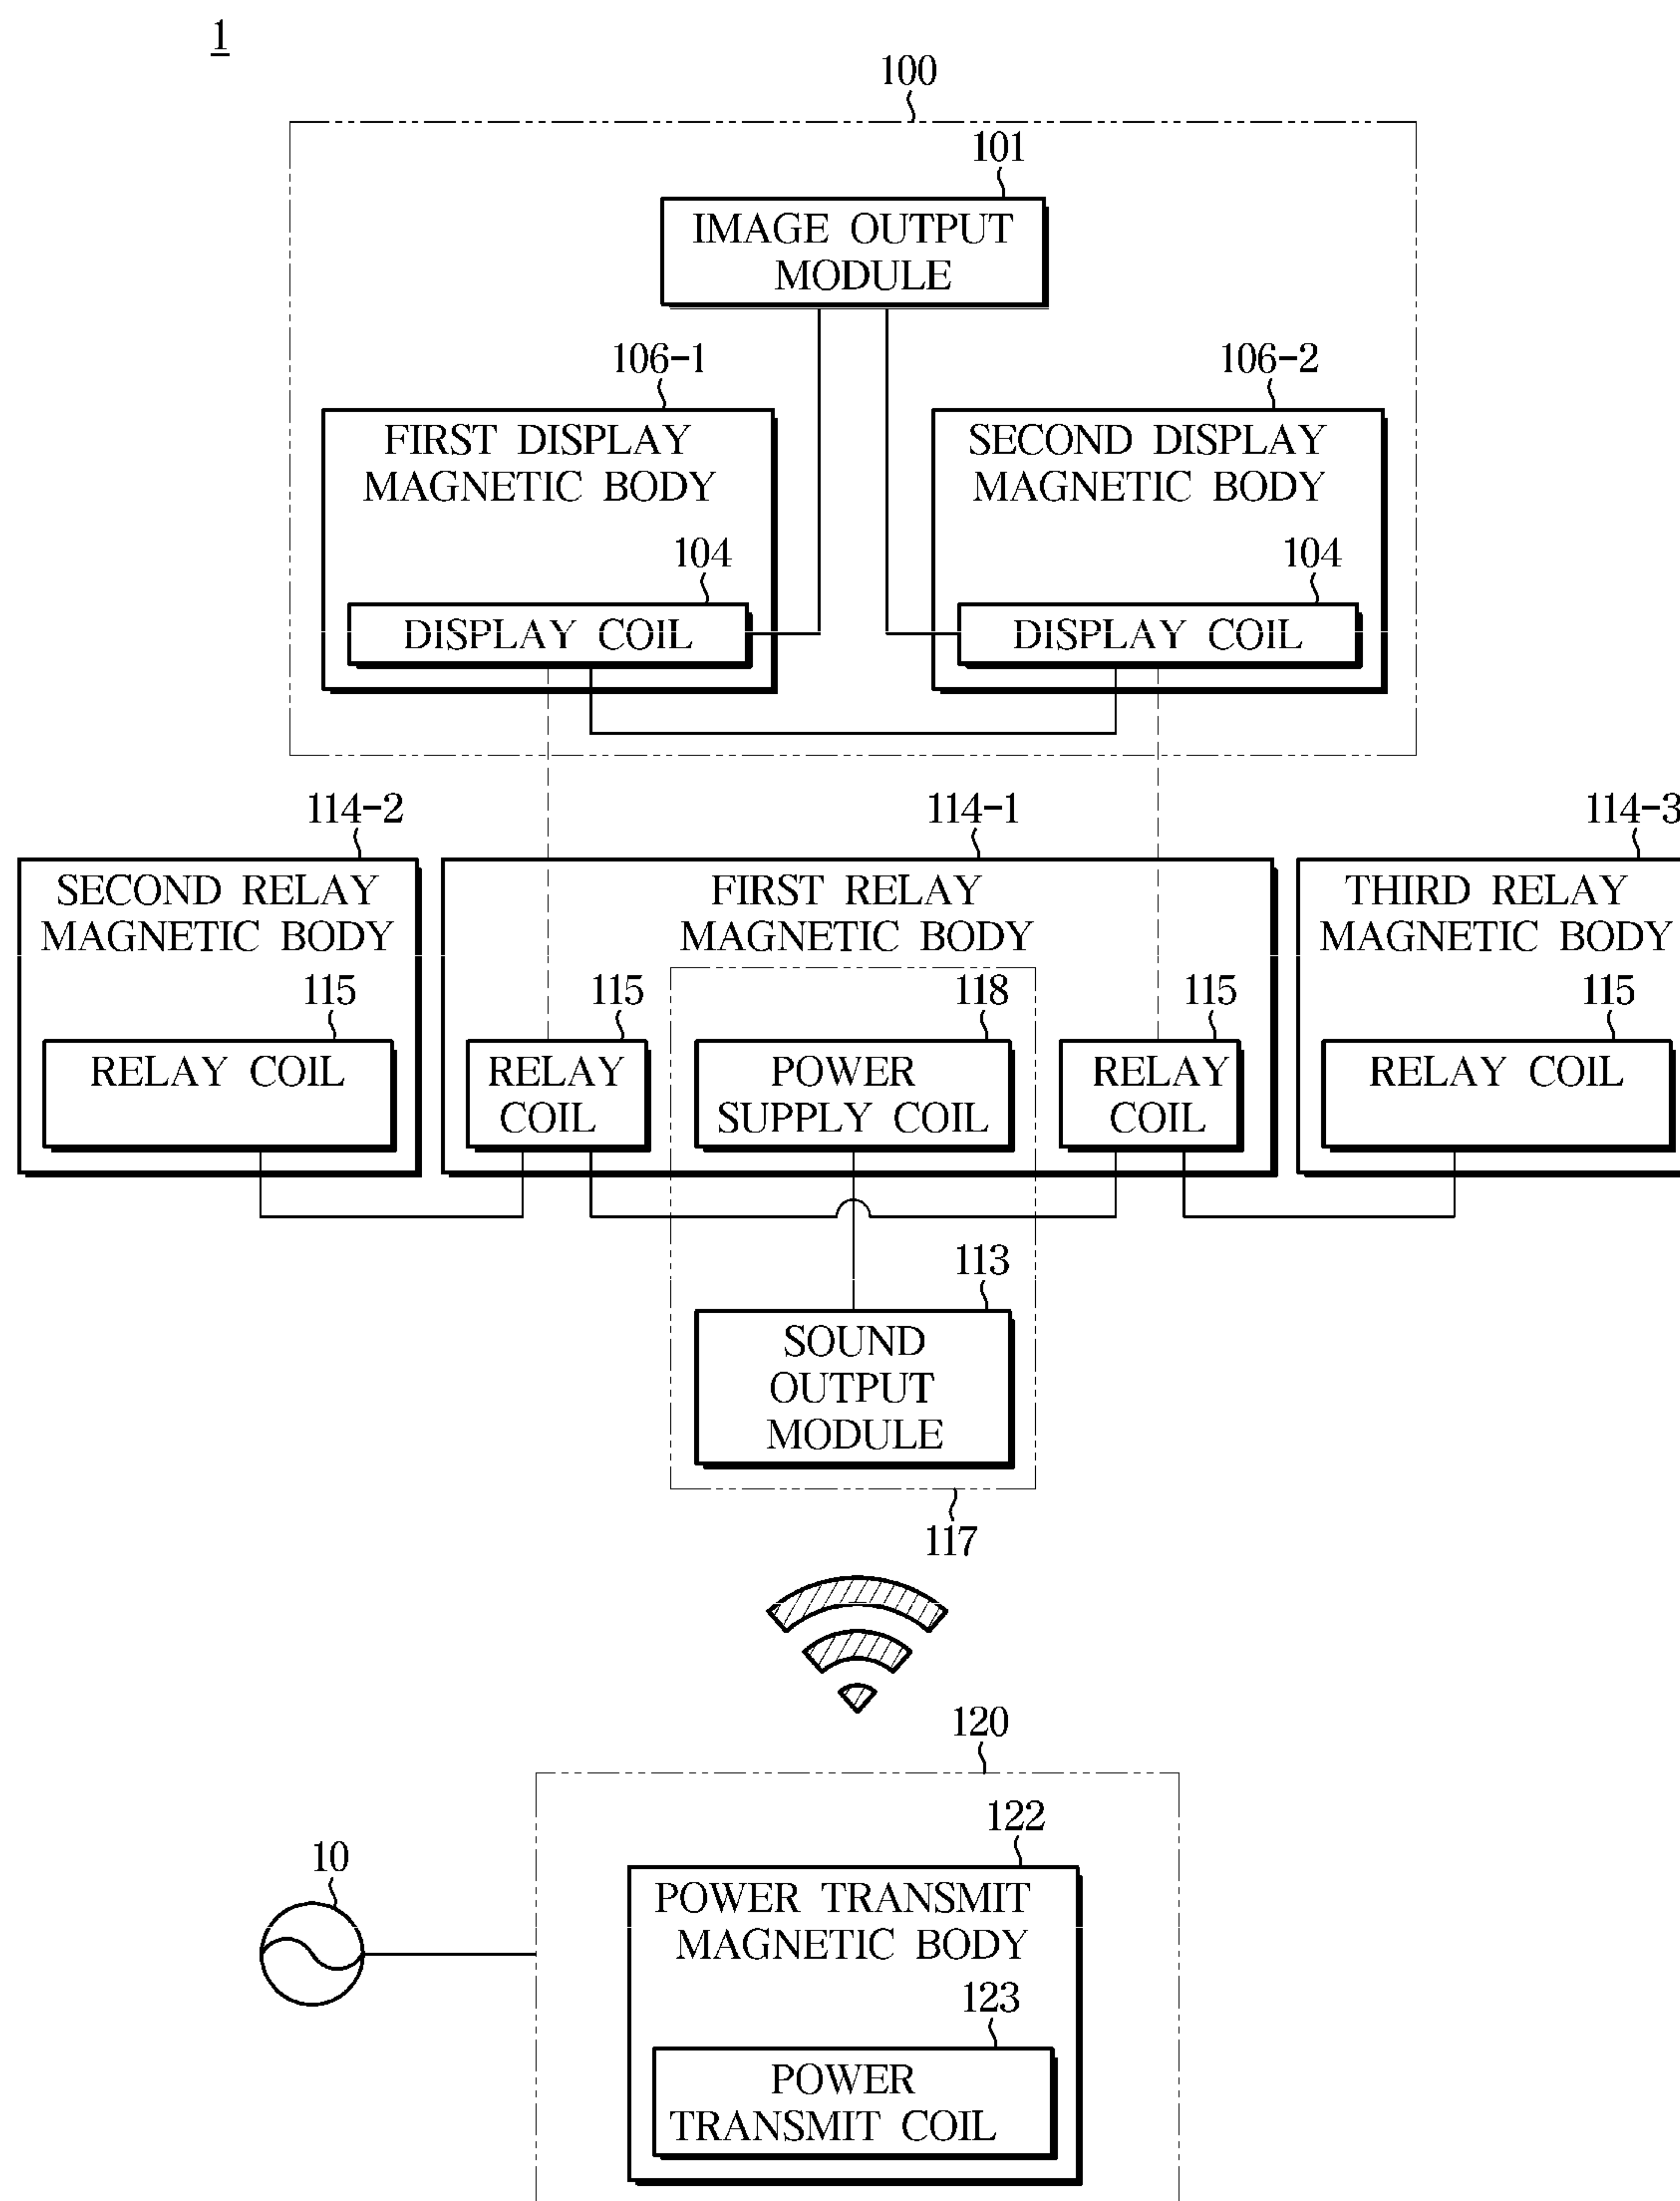 1
100
101
IMAGE OUTPUT
MODULE
106-1
106-2
FIRST DISPLAY
MAGNETIC BODY
SECOND DISPLAY
MAGNETIC BODY
104
104
DISPLAY COIL
DISPLAY COIL
114-2
114-1
114-3
SECOND RELAY
MAGNETIC BODY
FIRST RELAY
MAGNETIC BODY
THIRD RELAY
MAGNETIC BODY
115
115
118
115
115
RELAY COIL
RELAY
COIL
POWER
SUPPLY COIL
RELAY
COIL
RELAY COIL
113
SOUND
OUTPUT
MODULE
117
120
122
10
POWER TRANSMIT
MAGNETIC BODY
123
POWER
TRANSMIT COIL